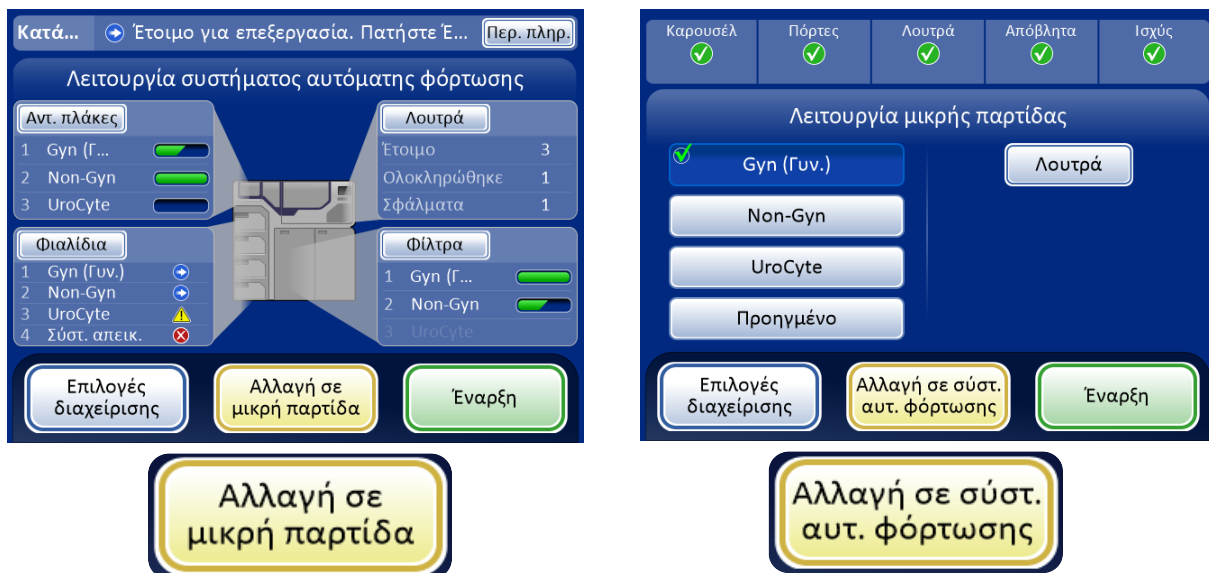 Κατά...
Έτοιμο για επεξεργασία. Πατήστε Έ...
Περ. πληρ.
Λειτουργία συστήματος αυτόματης φόρτωσης
Αντ. πλάκες
1 Gyn (Γ...
2 Non-Gyn
3 UroCyte
Λουτρά
Έτοιμο 3
Ολοκληρώθηκε 1
Σφάλματα 1
Φιαλίδια
1 Gyn (Γυν.)
2 Non-Gyn
3 UroCyte
4 Σύστ. απεικ.
Φίλτρα
1 Gyn (Γ...
2 Non-Gyn
3 UroCyte
Επιλογές
διαχείρισης
Αλλαγή σε
μικρή παρτίδα
Έναρξη
Αλλαγή σε
μικρή παρτίδα
Καρουσέλ
Πόρτες
Λουτρά
Απόβλητα
Ισχύς
Λειτουργία μικρής παρτίδας
Gyn (Γυν.)
Non-Gyn
UroCyte
Προηγμένο
Λουτρά
Επιλογές
διαχείρισης
Αλλαγή σε σύστ.
αυτ. φόρτωσης
Έναρξη
Αλλαγή σε σύστ.
αυτ. φόρτωσης